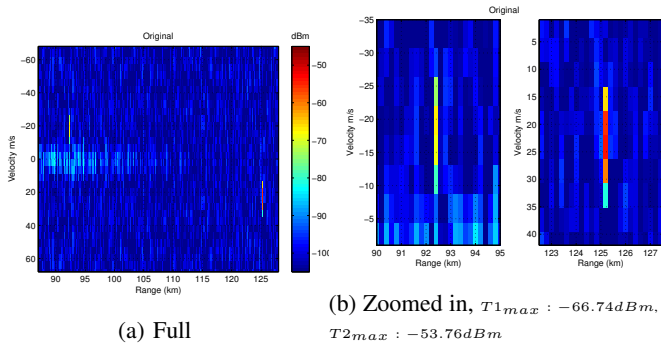 Original
dBm
−60
−40
−20
0
20
40
60
Velocity m/s
90 95 100 105 110 115 120 125
Range (km)
−50
−60
−70
−80
−90
−100
(a) Full
Original
−35
−30
−25
−20
−15
−10
−5
Velocity m/s
90 91 92 93 94 95
Range (km)
5
10
15
20
25
30
35
40
Velocity m/s
123 124 125 126 127
Range (km)
(b) Zoomed in, T1max : −66.74dBm,
T2max : −53.76dBm